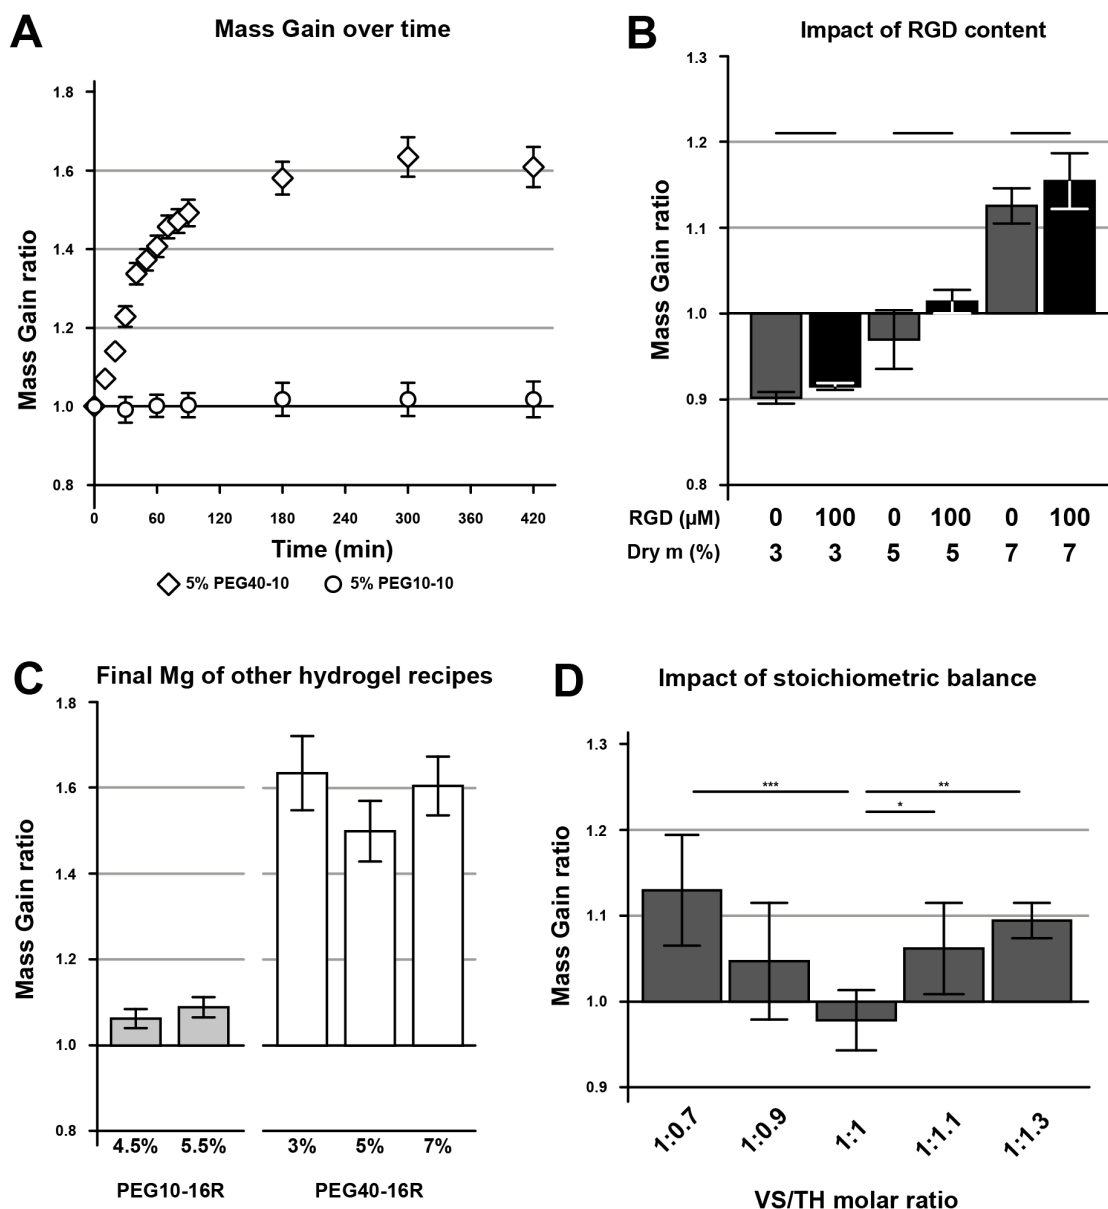 A
Mass Gain over time
Mass Gain ratio
1.8
1.6
1.4
1.2
1.0
0.8
0 60 120 180 240 300 360 420
Time (min)
5% PEG40-10 5% PEG10-10
B
Impact of RGD content
Mass Gain ratio
1.3
1.2
1.1
1.0
0.9
0.8
RGD (µM) 0 100 0 100 0 100
Dry m (%) 3 3 5 5 7 7
C
Final Mg of other hydrogel recipes
Mass Gain ratio
1.8
1.6
1.4
1.2
1.0
0.8
4.5% 5.5% 3% 5% 7%
PEG10-16R PEG40-16R
D
Impact of stoichiometric balance
Mass Gain ratio
1.3
1.2
1.1
1.0
0.9
*** **
*
1:0.7 1:0.9 1:1 1:1.1 1:1.3
VS/TH molar ratio